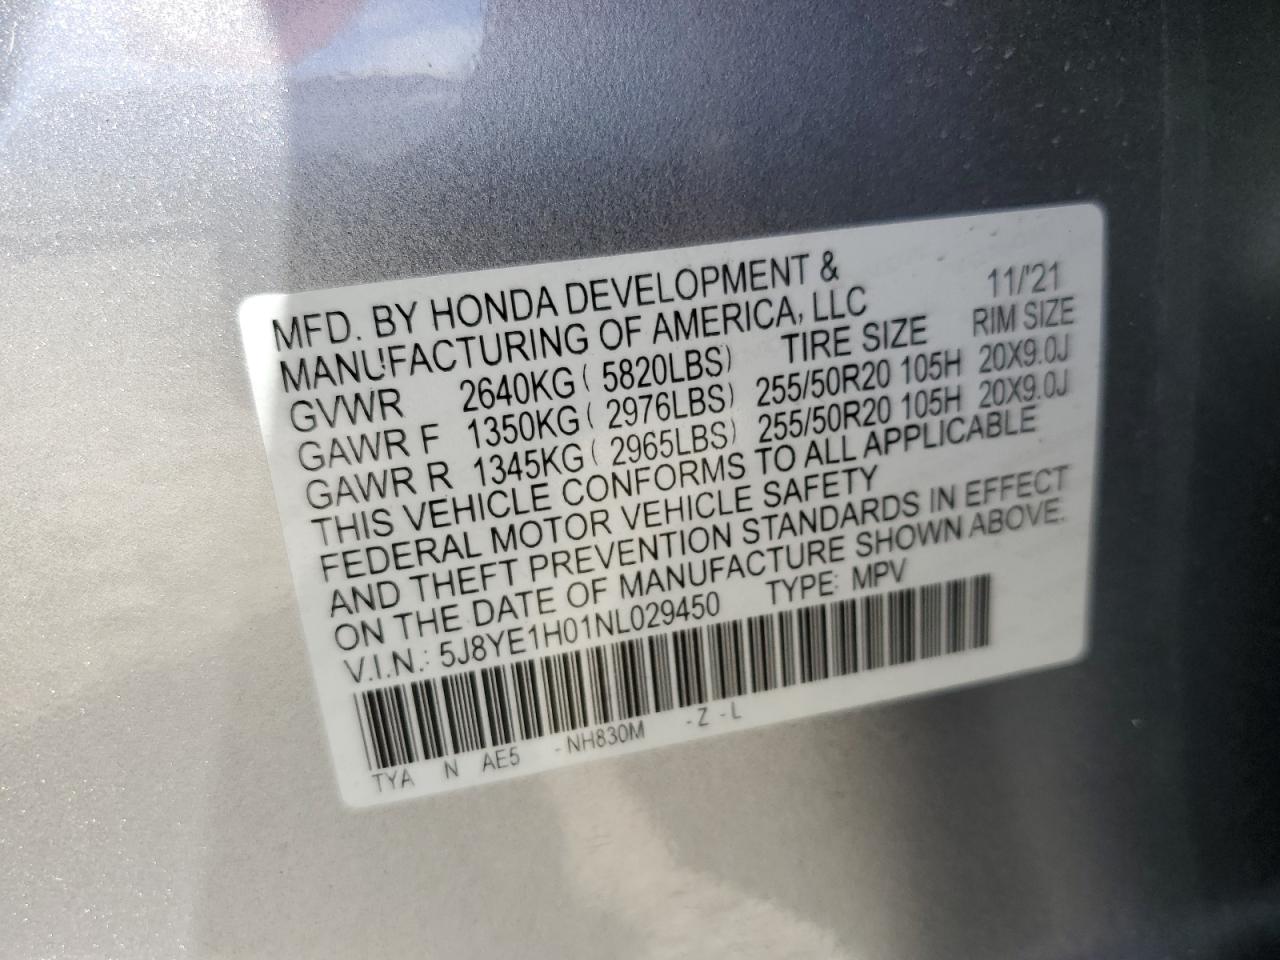 MFD. BY HONDA DEVELOPMENT &
MANUFACTURING OF AMERICA, LLC 11/'21
GVWR 2640KG ( 5820LBS) TIRE SIZE RIM SIZE
GAWR F 1350KG ( 2976LBS) 255/50R20 105H 20X9.0J
GAWR R 1345KG ( 2965LBS) 255/50R20 105H 20X9.0J
THIS VEHICLE CONFORMS TO ALL APPLICABLE
FEDERAL MOTOR VEHICLE SAFETY
AND THEFT PREVENTION STANDARDS IN EFFECT
ON THE DATE OF MANUFACTURE SHOWN ABOVE.
V.I.N.: 5J8YE1H01NL029450 TYPE: MPV
TYA N AE5 -NH830M -Z -L